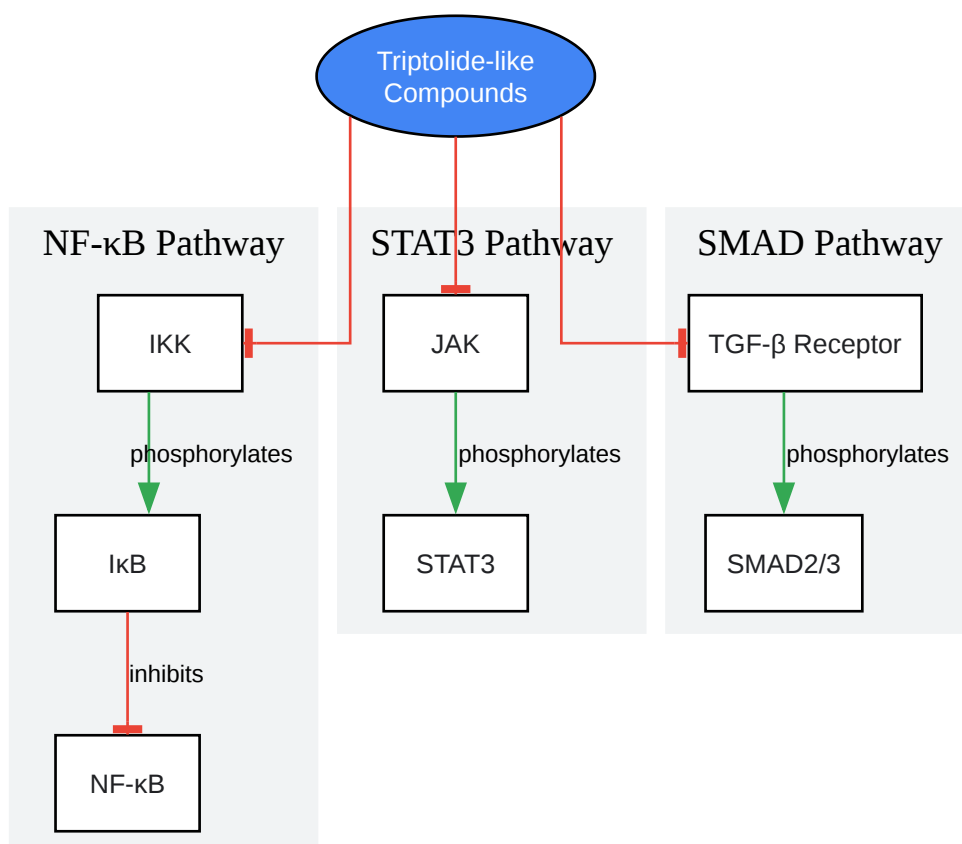 Triptolide-like
Compounds
NF-κB Pathway
STAT3 Pathway
SMAD Pathway
IKK
JAK
TGF-β Receptor
phosphorylates
phosphorylates
phosphorylates
IκB
STAT3
SMAD2/3
inhibits
NF-κB